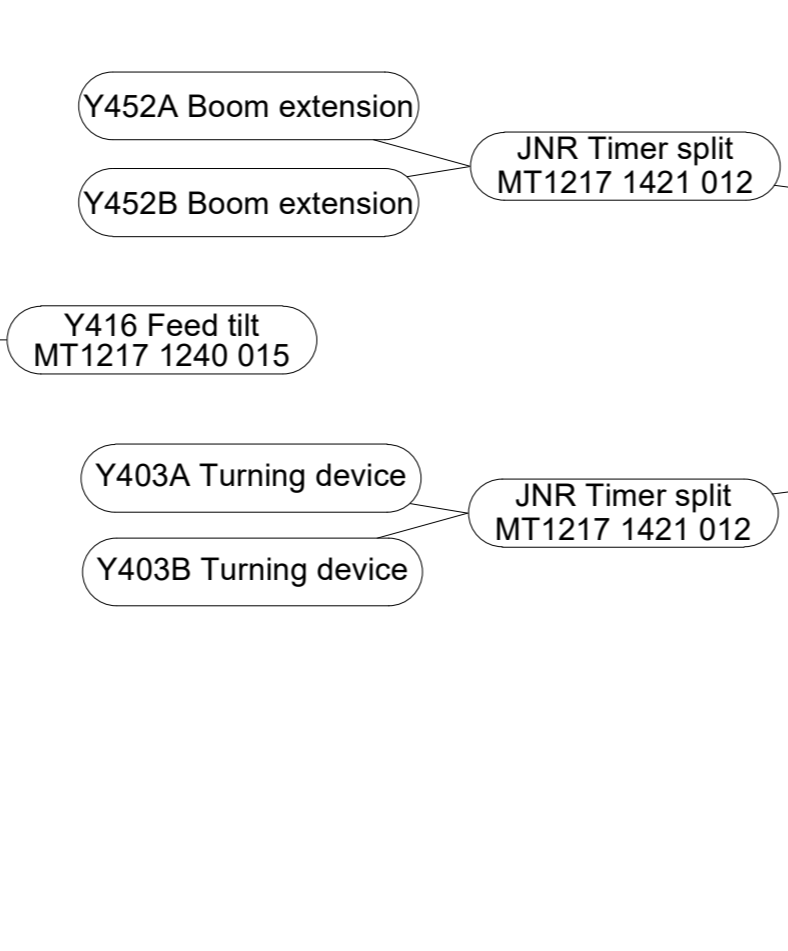 Y452A Boom extension
Y452B Boom extension
JNR Timer split
MT1217 1421 012
Y416 Feed tilt
MT1217 1240 015
Y403A Turning device
Y403B Turning device
JNR Timer split
MT1217 1421 012